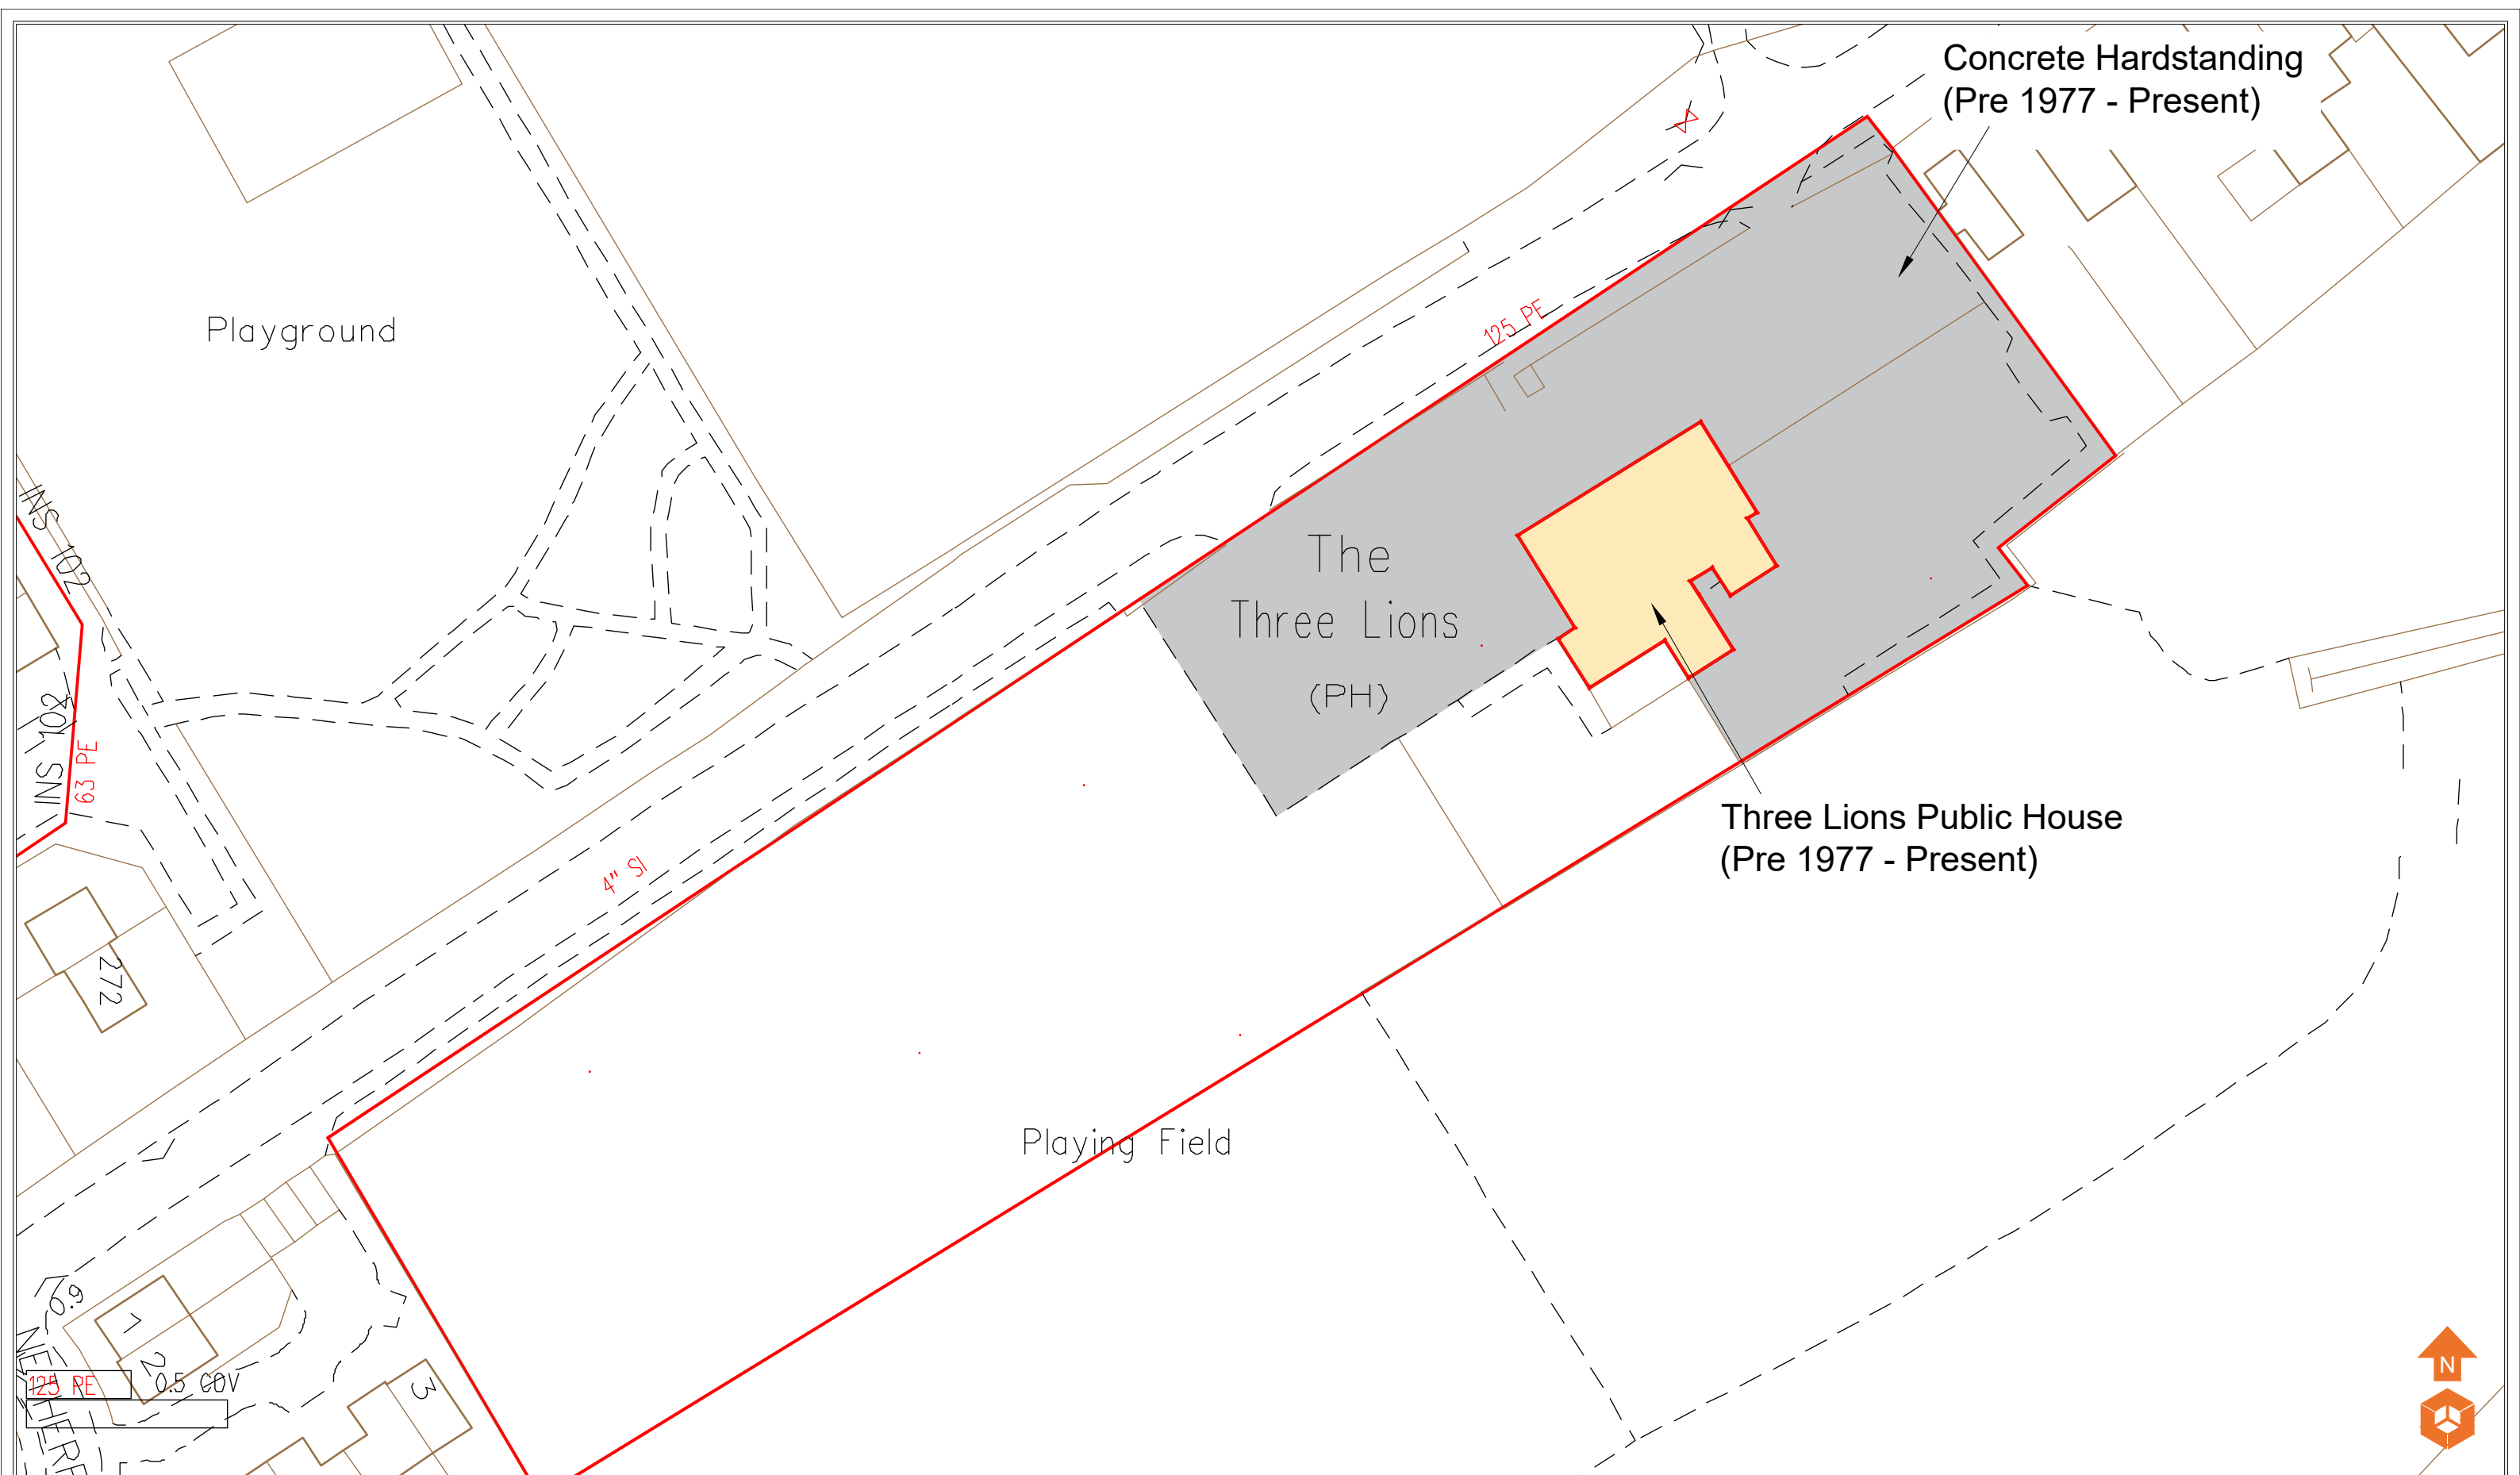 Concrete Hardstanding
(Pre 1977 - Present)
Playground
125 PE
INS 102
The
Three Lions
(PH)
INS 102
63 PE
Three Lions Public House
(Pre 1977 - Present)
4" SI
272
Playing Field
6.9
1
2
3
125 PE
0.5 COV
N